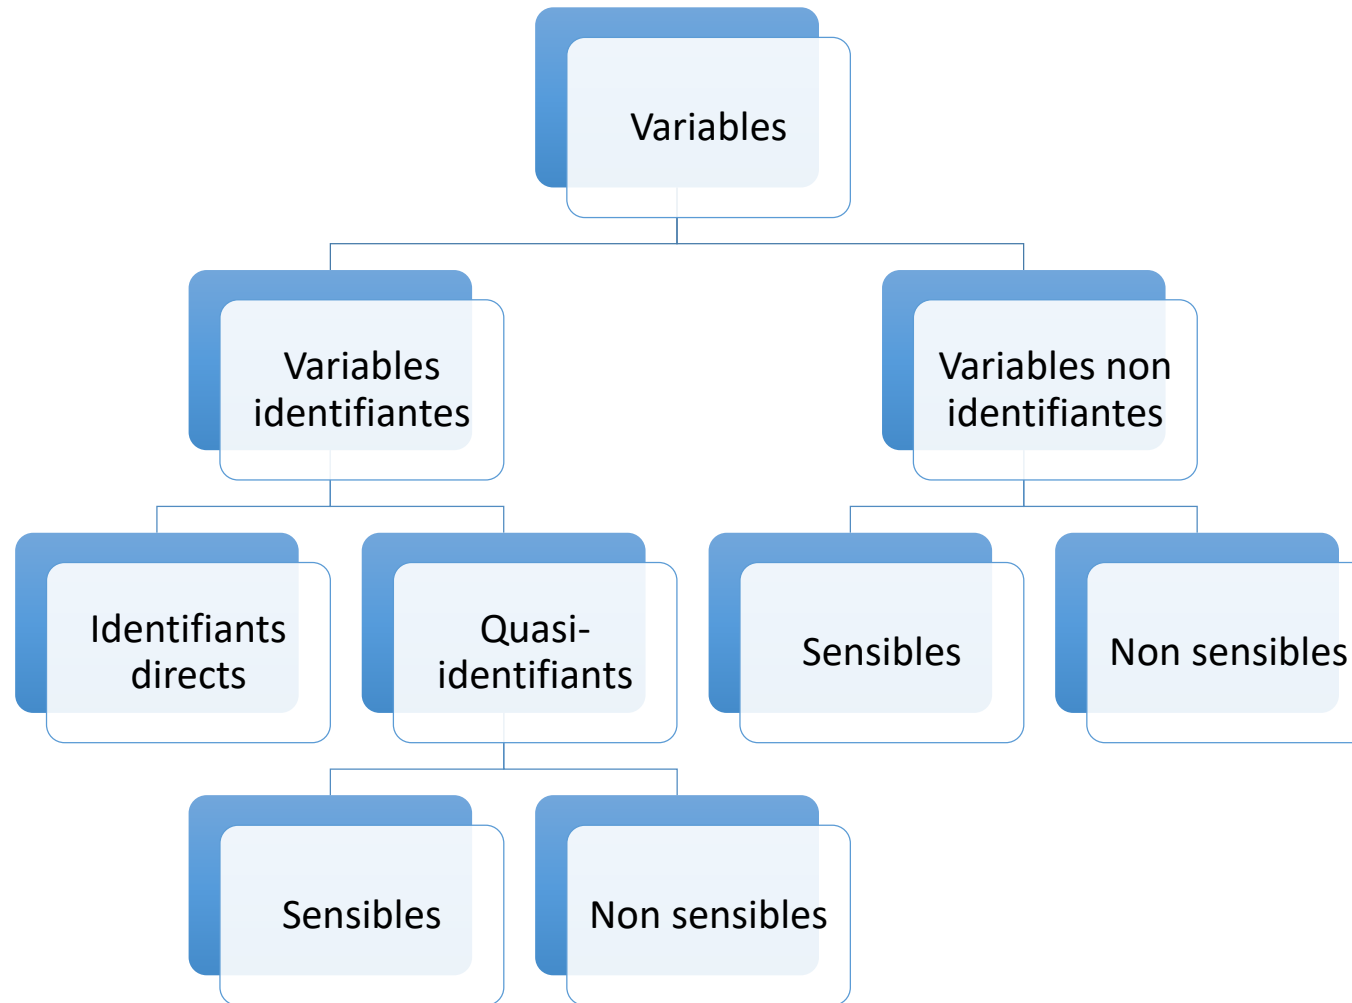 Variables
Variables
identifiantes
Variables non
identifiantes
Identifiants
directs
Quasi-
identifiants
Sensibles
Non sensibles
Sensibles
Non sensibles